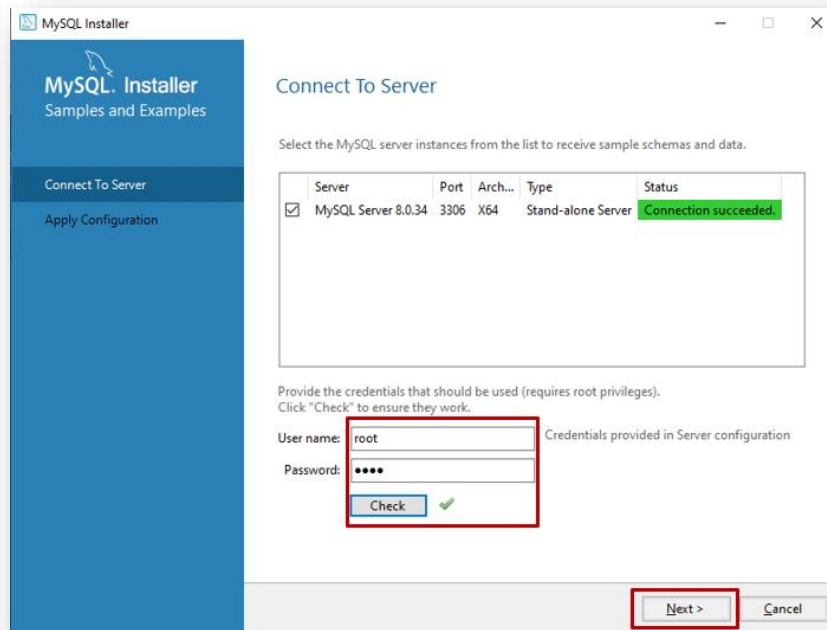 MySQL Installer
MySQL. Installer
Samples and Examples
Connect To Server
Apply Configuration
Connect To Server
Select the MySQL server instances from the list to receive sample schemas and data.
Server Port Arch... Type Status
MySQL Server 8.0.34 3306 X64 Stand-alone Server Connection succeeded.
Provide the credentials that should be used (requires root privileges).
Click "Check" to ensure they work.
User name: root Credentials provided in Server configuration
Password: ••••
Check
Next > Cancel